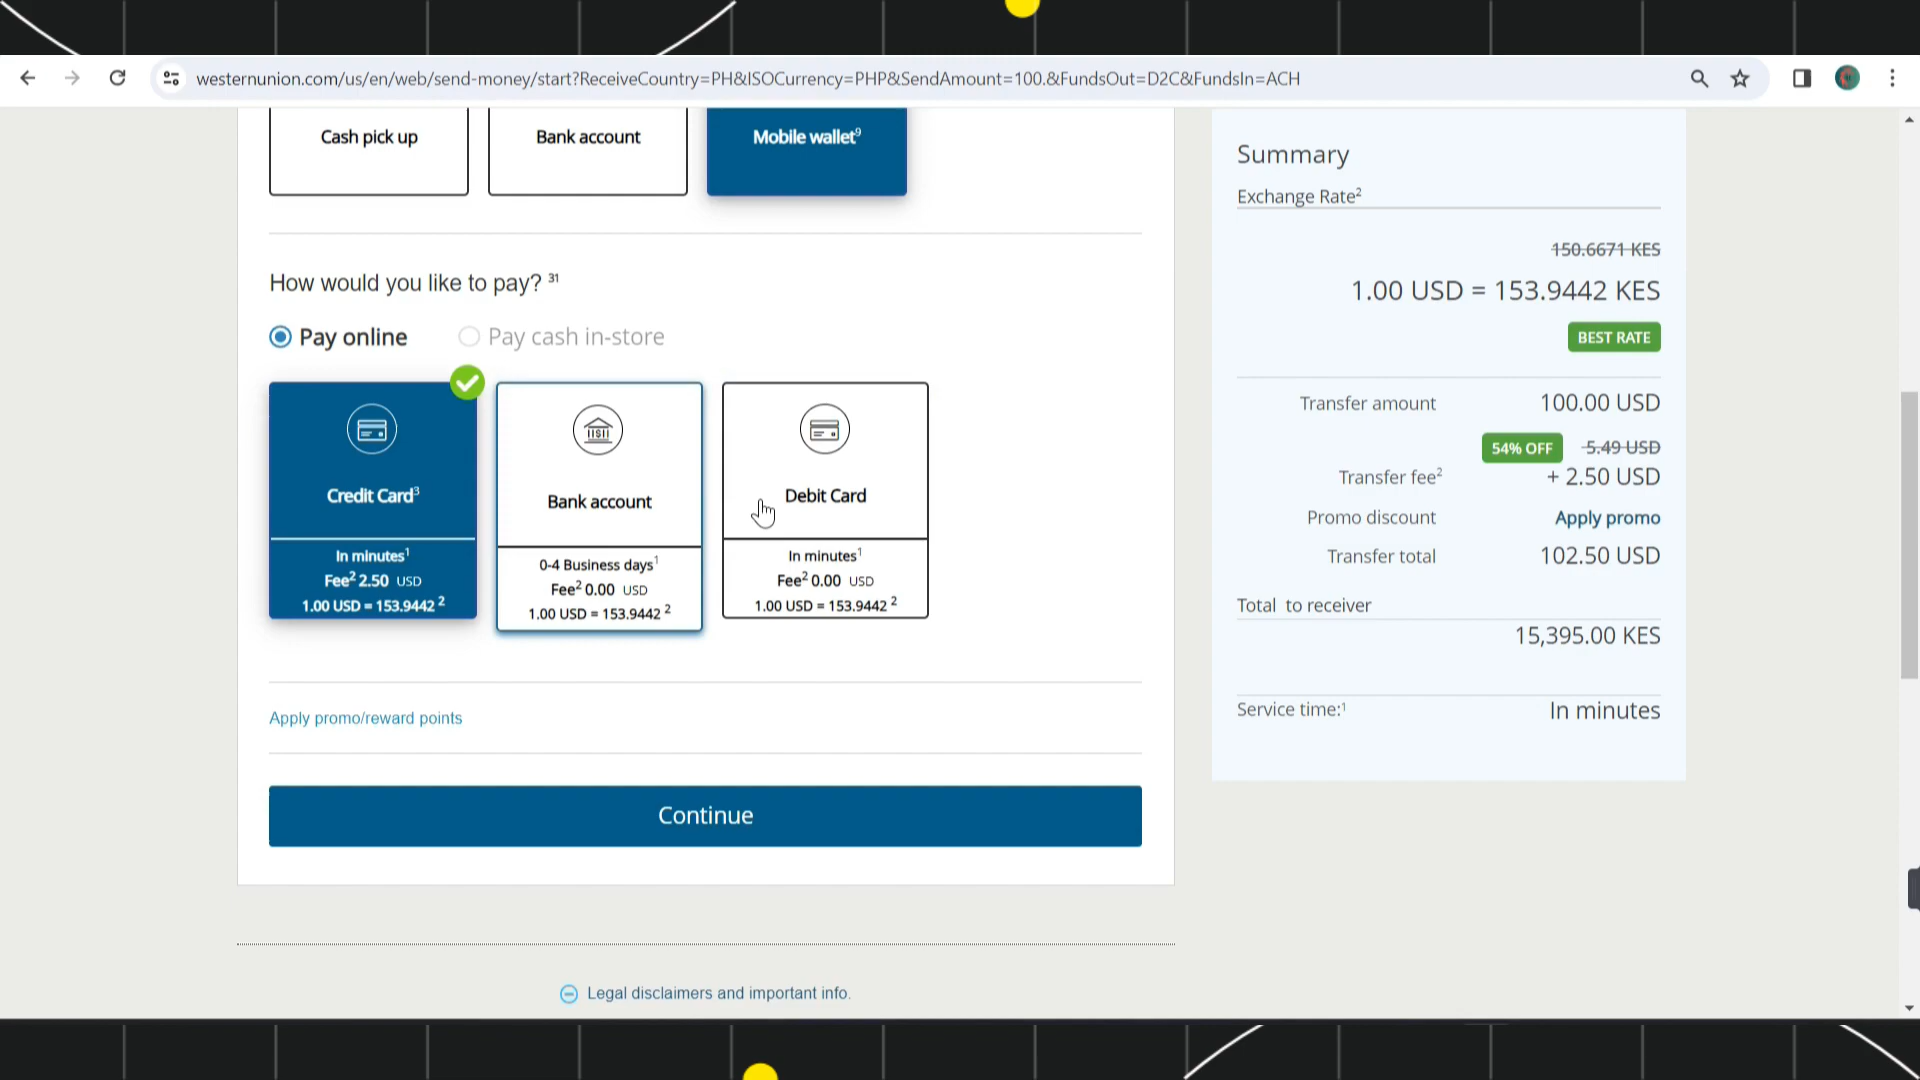 westernunion.com/us/en/web/send-money/start?ReceiveCountry=PH&ISOCurrency=PHP&SendAmount=100.&FundsOut=D2C&FundsIn=ACH
Cash pick up
Bank account
Mobile wallet9
How would you like to pay? 31
Pay online
Pay cash in-store
Credit Card3
In minutes1
Fee2 2.50 USD
1.00 USD = 153.9442 2
Bank account
0-4 Business days1
Fee2 0.00 USD
1.00 USD = 153.9442 2
Debit Card
In minutes1
Fee2 0.00 USD
1.00 USD = 153.9442 2
Apply promo/reward points
Continue
Legal disclaimers and important info.
Summary
Exchange Rate2
150.6671 KES
1.00 USD = 153.9442 KES
BEST RATE
Transfer amount 100.00 USD
54% OFF 5.49 USD
Transfer fee2 + 2.50 USD
Promo discount Apply promo
Transfer total 102.50 USD
Total to receiver
15,395.00 KES
Service time:1 In minutes